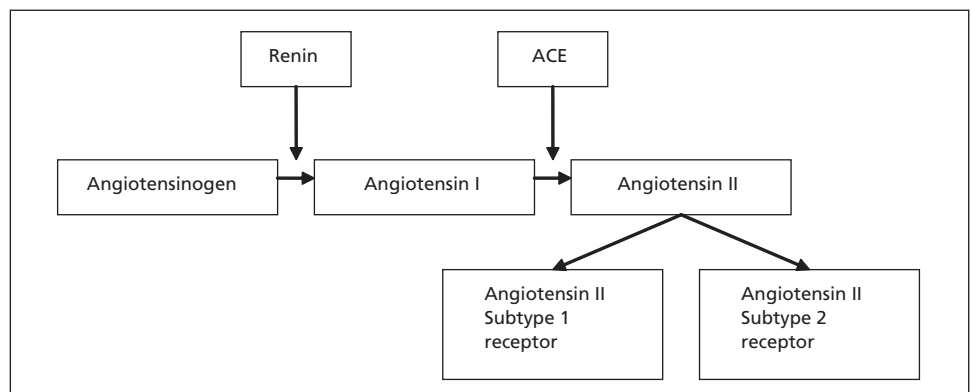 Renin
ACE
Angiotensinogen
Angiotensin I
Angiotensin II
Angiotensin II
Subtype 1
receptor
Angiotensin II
Subtype 2
receptor